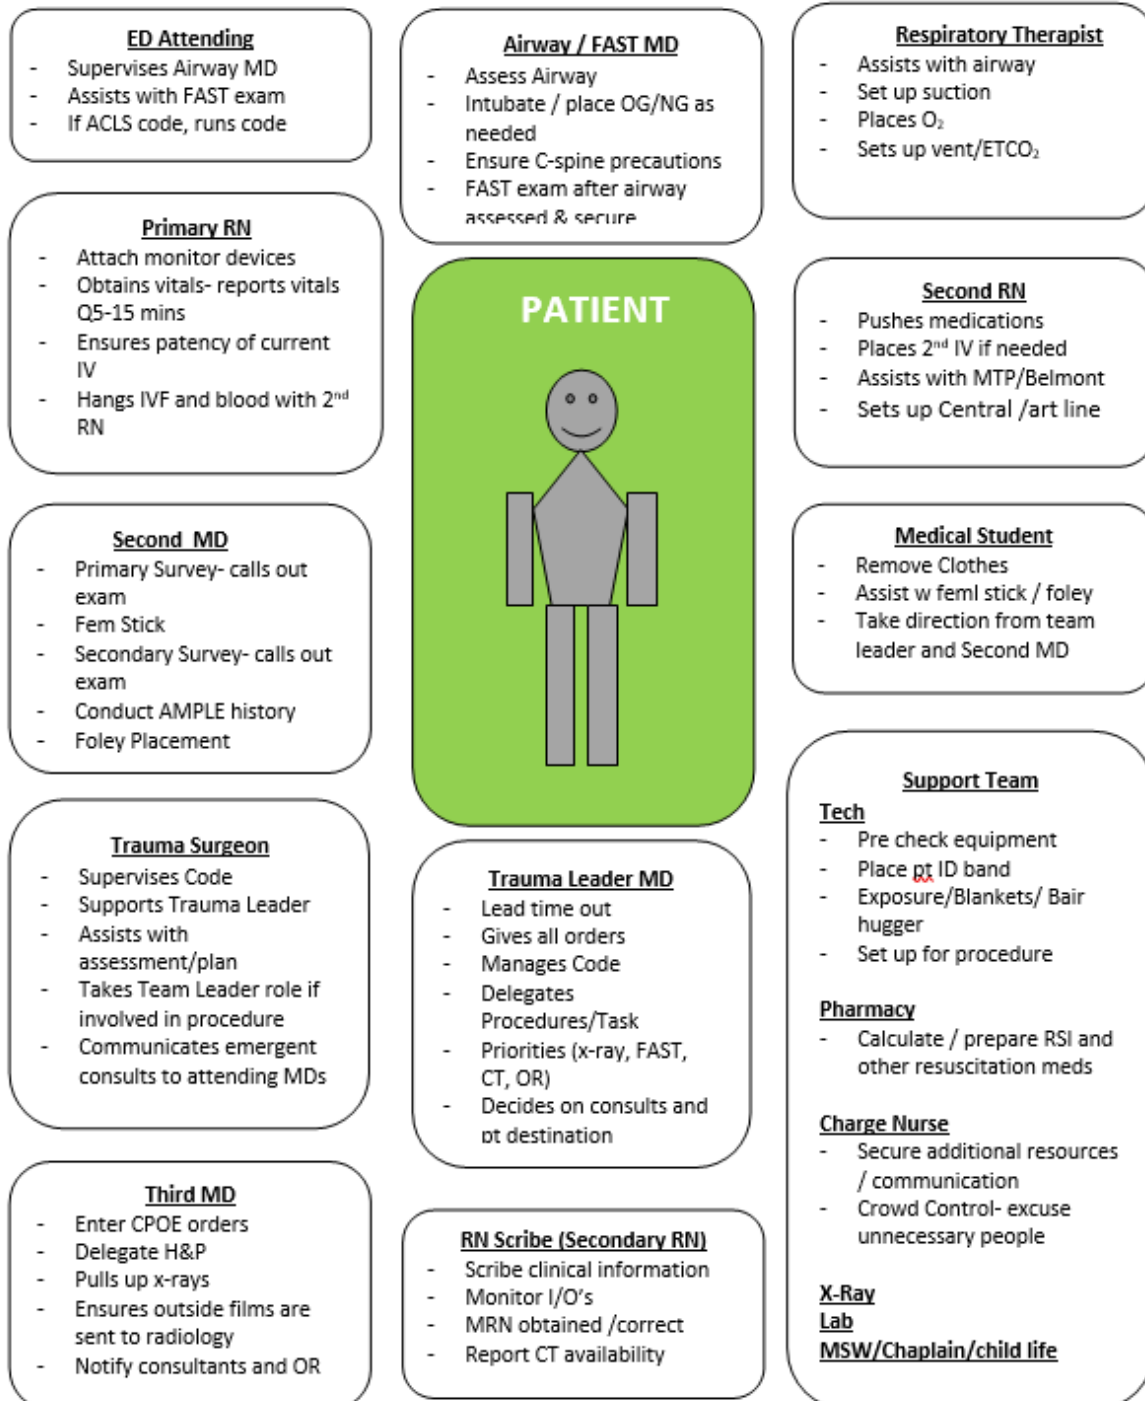 ED Attending
- Supervises Airway MD
- Assists with FAST exam
- If ACLS code, runs code
Airway / FAST MD
- Assess Airway
- Intubate / place OG/NG as
needed
- Ensure C-spine precautions
- FAST exam after airway
assessed & secure
Respiratory Therapist
- Assists with airway
- Set up suction
- Places O₂
- Sets up vent/ETCO₂
Primary RN
- Attach monitor devices
- Obtains vitals- reports vitals
Q5-15 mins
- Ensures patency of current
IV
- Hangs IVF and blood with 2nd
RN
PATIENT
Second RN
- Pushes medications
- Places 2nd IV if needed
- Assists with MTP/Belmont
- Sets up Central /art line
Second MD
- Primary Survey- calls out
exam
- Fem Stick
- Secondary Survey- calls out
exam
- Conduct AMPLE history
- Foley Placement
Medical Student
- Remove Clothes
- Assist w feml stick / foley
- Take direction from team
leader and Second MD
Trauma Surgeon
- Supervises Code
- Supports Trauma Leader
- Assists with
assessment/plan
- Takes Team Leader role if
involved in procedure
- Communicates emergent
consults to attending MDs
Trauma Leader MD
- Lead time out
- Gives all orders
- Manages Code
- Delegates
Procedures/Task
- Priorities (x-ray, FAST,
CT, OR)
- Decides on consults and
pt destination
Support Team
Tech
- Pre check equipment
- Place pt ID band
- Exposure/Blankets/ Bair
hugger
- Set up for procedure
Pharmacy
- Calculate / prepare RSI and
other resuscitation meds
Charge Nurse
- Secure additional resources
/ communication
- Crowd Control- excuse
unnecessary people
X-Ray
Lab
MSW/Chaplain/child life
Third MD
- Enter CPOE orders
- Delegate H&P
- Pulls up x-rays
- Ensures outside films are
sent to radiology
- Notify consultants and OR
RN Scribe (Secondary RN)
- Scribe clinical information
- Monitor I/O's
- MRN obtained /correct
- Report CT availability